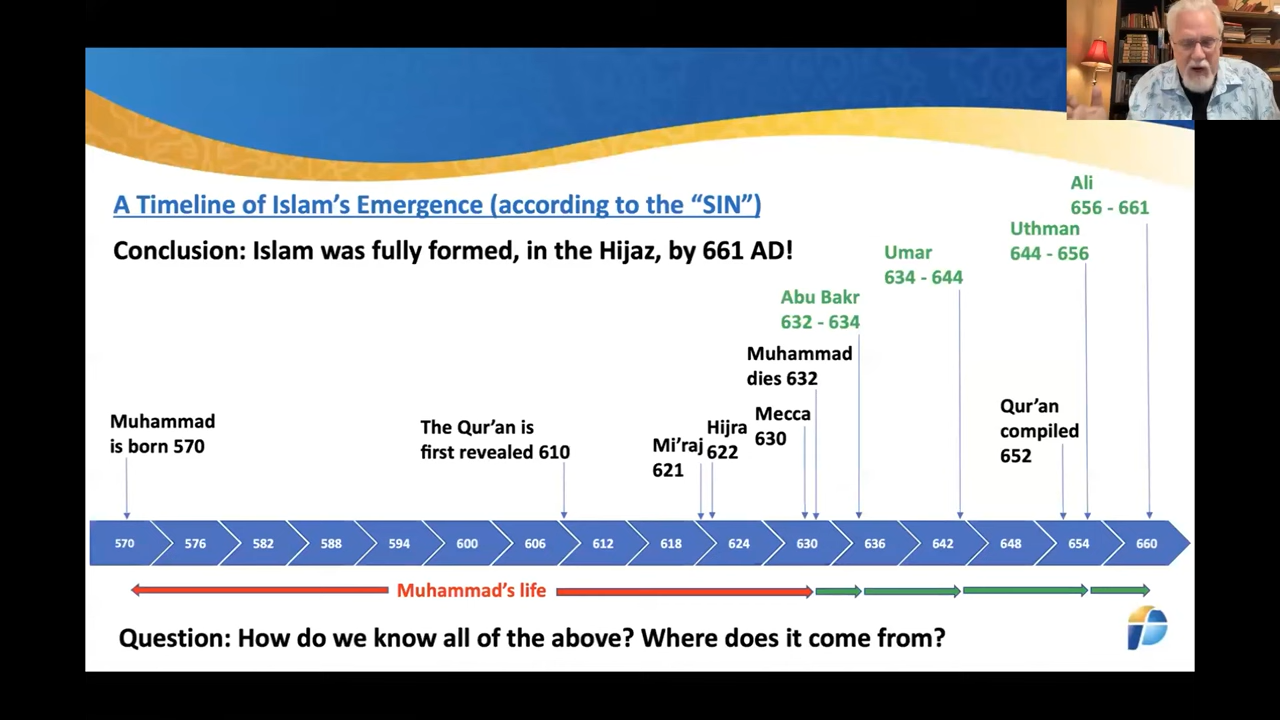 A Timeline of Islam's Emergence (according to the “SIN”)
Conclusion: Islam was fully formed, in the Hijaz, by 661 AD!
Ali
656 - 661
Uthman
644 - 656
Umar
634 - 644
Abu Bakr
632 - 634
Muhammad
dies 632
Mecca
630
Hijra
622
Mi'raj
621
The Qur'an is
first revealed 610
Muhammad
is born 570
Qur'an
compiled
652
570 576 582 588 594 600 606 612 618 624 630 636 642 648 654 660
Muhammad's life
Question: How do we know all of the above? Where does it come from?